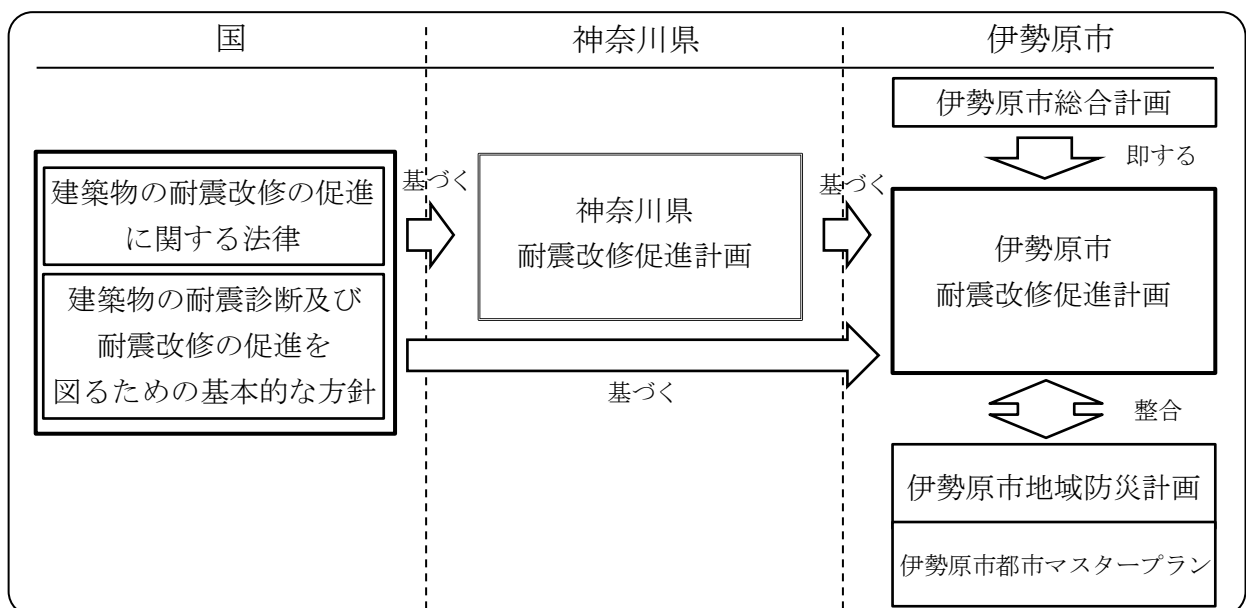 国
神奈川県
伊勢原市
伊勢原市総合計画
即する
建築物の耐震改修の促進
に関する法律
建築物の耐震診断及び
耐震改修の促進を
図るための基本的な方針
基づく
神奈川県
耐震改修促進計画
基づく
伊勢原市
耐震改修促進計画
基づく
整合
伊勢原市地域防災計画
伊勢原市都市マスタープラン